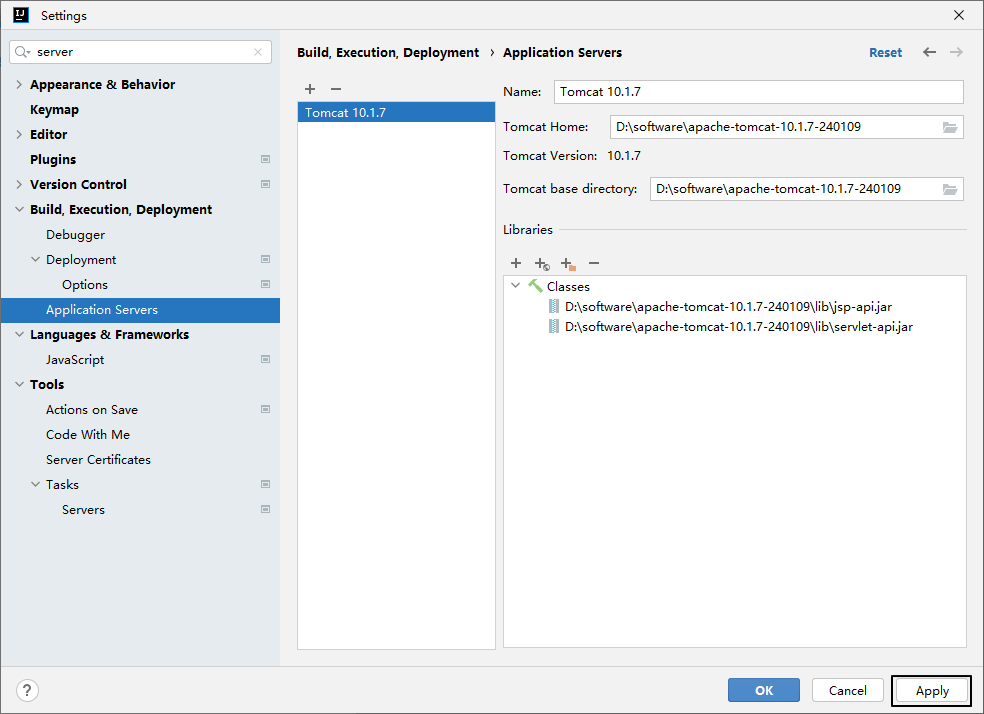 Settings
server
Appearance & Behavior
Keymap
Editor
Plugins
Version Control
Build, Execution, Deployment
Debugger
Deployment
Options
Application Servers
Languages & Frameworks
JavaScript
Tools
Actions on Save
Code With Me
Server Certificates
Tasks
Servers
Build, Execution, Deployment › Application Servers
Reset
Tomcat 10.1.7
Name: Tomcat 10.1.7
Tomcat Home: D:\software\apache-tomcat-10.1.7-240109
Tomcat Version: 10.1.7
Tomcat base directory: D:\software\apache-tomcat-10.1.7-240109
Libraries
Classes
D:\software\apache-tomcat-10.1.7-240109\lib\jsp-api.jar
D:\software\apache-tomcat-10.1.7-240109\lib\servlet-api.jar
?
OK
Cancel
Apply